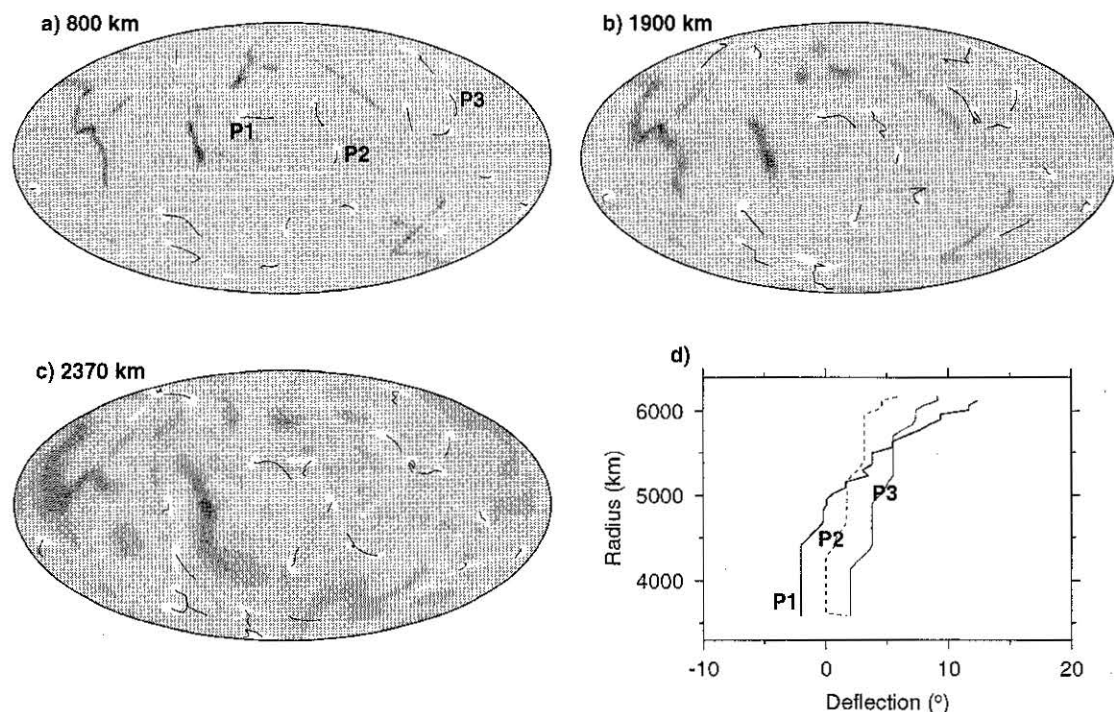 a) 800 km
P1
P2
P3
b) 1900 km
c) 2370 km
d)
6000
5000
4000
Radius (km)
P3
P2
P1
-10
0
10
20
Deflection (º)